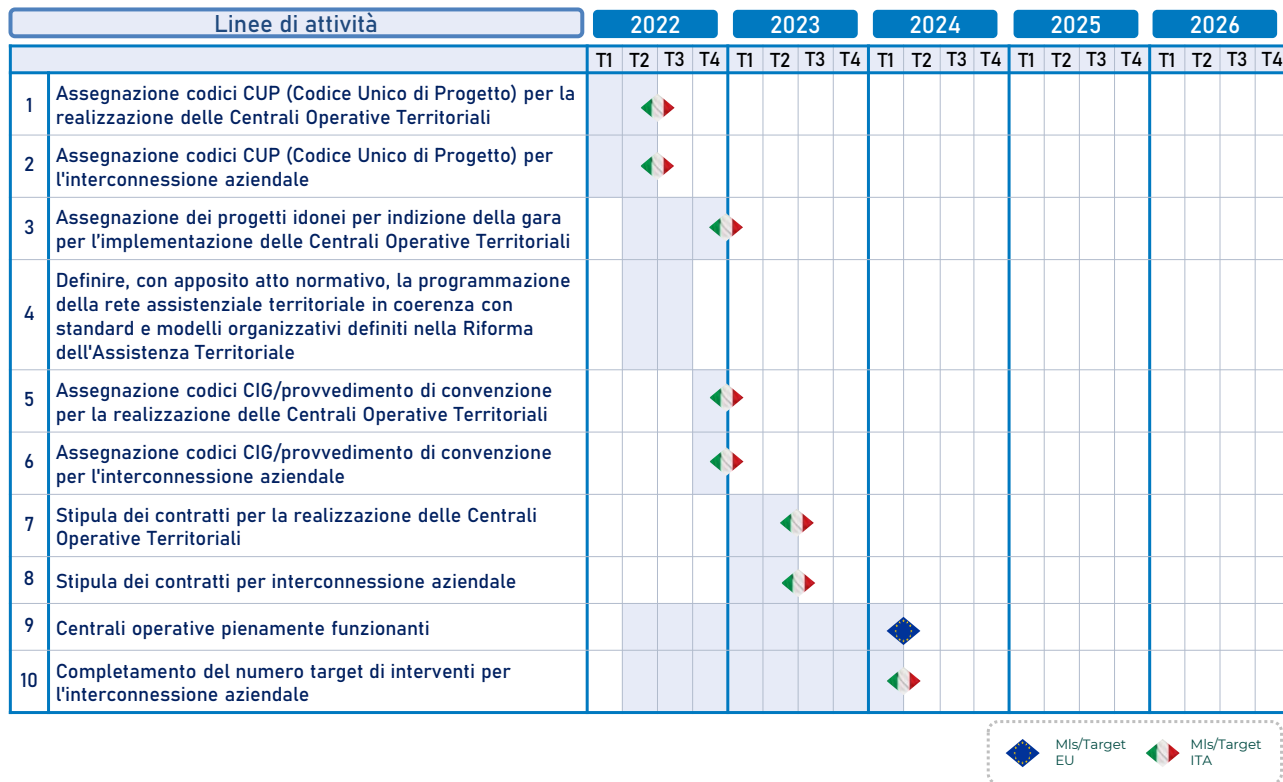 Linee di attività
2022 2023 2024 2025 2026
T1 T2 T3 T4 T1 T2 T3 T4 T1 T2 T3 T4 T1 T2 T3 T4 T1 T2 T3 T4
1 Assegnazione codici CUP (Codice Unico di Progetto) per la
realizzazione delle Centrali Operative Territoriali
2 Assegnazione codici CUP (Codice Unico di Progetto) per
l'interconnessione aziendale
3 Assegnazione dei progetti idonei per indizione della gara
per l’implementazione delle Centrali Operative Territoriali
4 Definire, con apposito atto normativo, la programmazione
della rete assistenziale territoriale in coerenza con
standard e modelli organizzativi definiti nella Riforma
dell'Assistenza Territoriale
5 Assegnazione codici CIG/provvedimento di convenzione
per la realizzazione delle Centrali Operative Territoriali
6 Assegnazione codici CIG/provvedimento di convenzione
per l'interconnessione aziendale
7 Stipula dei contratti per la realizzazione delle Centrali
Operative Territoriali
8 Stipula dei contratti per interconnessione aziendale
9 Centrali operative pienamente funzionanti
10 Completamento del numero target di interventi per
l'interconnessione aziendale
Mls/Target
EU
Mls/Target
ITA